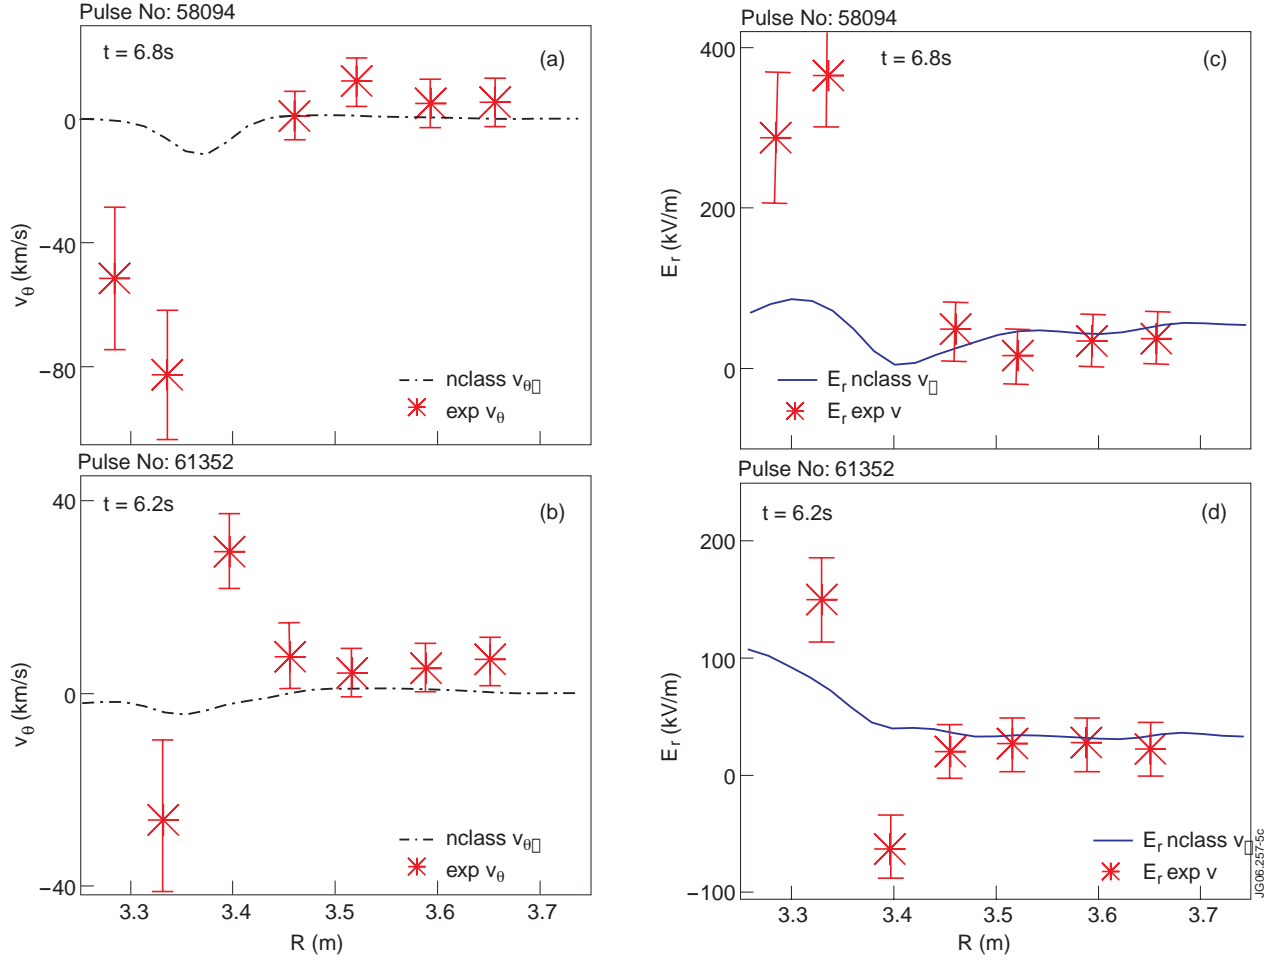 Pulse No: 58094
t = 6.8s
(a)
0
−40
−80
vθ (km/s)
nclass vθ▯
exp vθ
Pulse No: 61352
t = 6.2s
(b)
40
0
−40
vθ (km/s)
nclass vθ▯
exp vθ
3.3 3.4 3.5 3.6 3.7
R (m)
Pulse No: 58094
t = 6.8s
(c)
400
200
0
Er (kV/m)
Er nclass v▯
Er exp v
Pulse No: 61352
t = 6.2s
(d)
200
100
0
−100
Er (kV/m)
Er nclass v▯
Er exp v
3.3 3.4 3.5 3.6 3.7
R (m)
JG06.257-5c